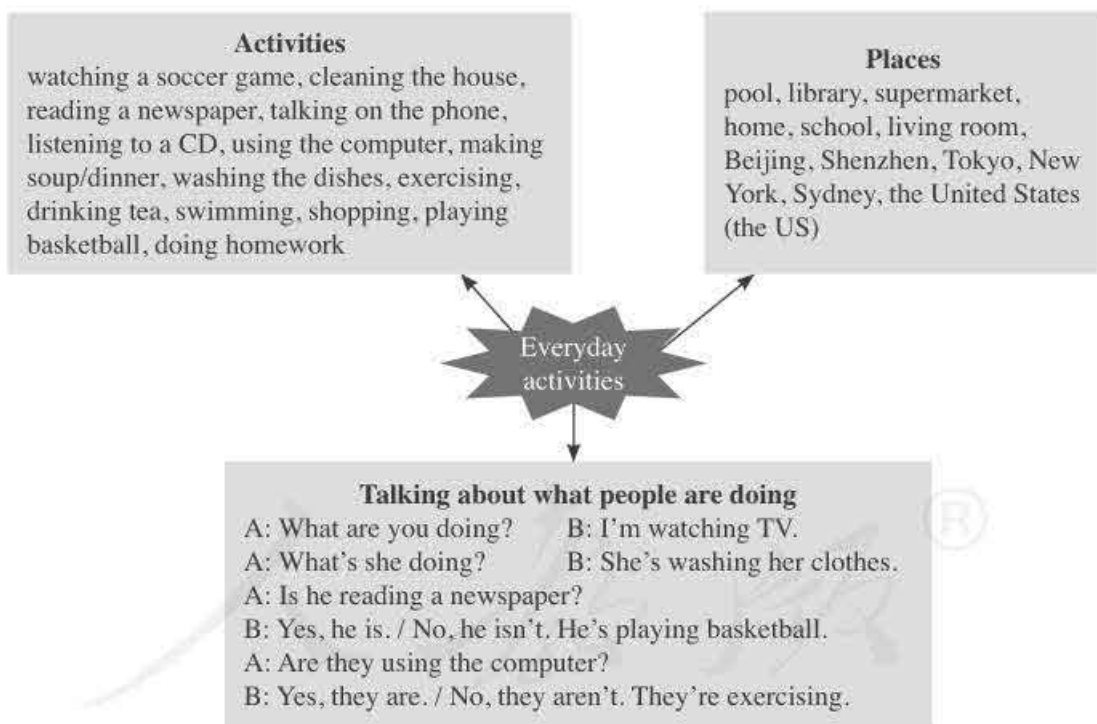 Activities
watching a soccer game, cleaning the house,
reading a newspaper, talking on the phone,
listening to a CD, using the computer, making
soup/dinner, washing the dishes, exercising,
drinking tea, swimming, shopping, playing
basketball, doing homework
Places
pool, library, supermarket,
home, school, living room,
Beijing, Shenzhen, Tokyo, New
York, Sydney, the United States
(the US)
Everyday
activities
Talking about what people are doing
A: What are you doing? B: I'm watching TV.
A: What's she doing? B: She's washing her clothes.
A: Is he reading a newspaper?
B: Yes, he is. / No, he isn't. He's playing basketball.
A: Are they using the computer?
B: Yes, they are. / No, they aren't. They're exercising.
®